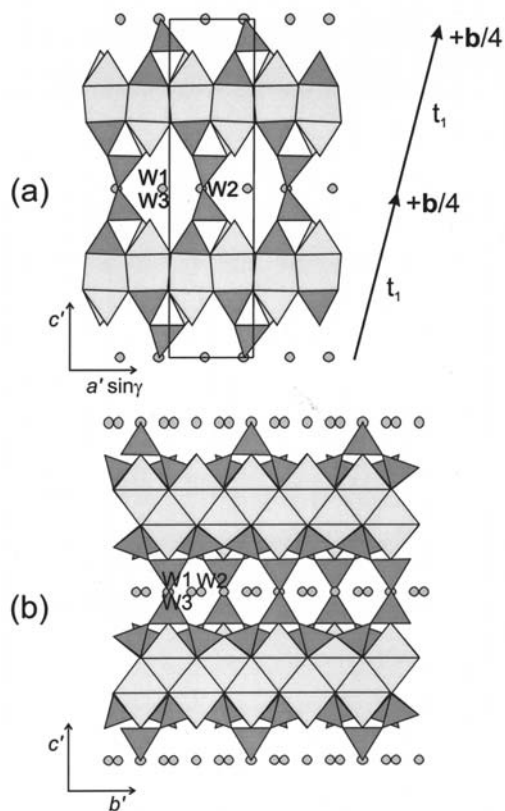 +b/4
t₁
W1
(a)
W3
W2
+b/4
t₁
c'
a' sinγ
W1
W2
W3
(b)
c'
b'